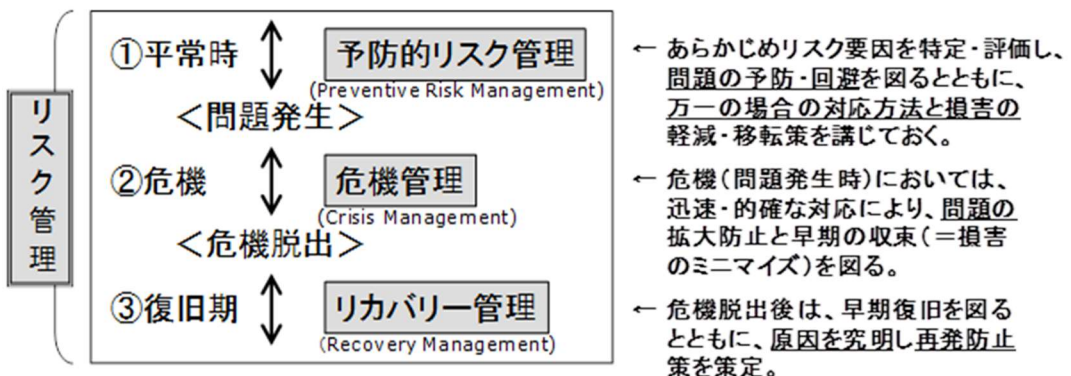 リスク管理
①平常時
予防的リスク管理
(Preventive Risk Management)
＜問題発生＞
← あらかじめリスク要因を特定・評価し、
問題の予防・回避を図るとともに、
万一の場合の対応方法と損害の
軽減・移転策を講じておく。
②危機
危機管理
(Crisis Management)
＜危機脱出＞
← 危機（問題発生時）においては、
迅速・的確な対応により、問題の
拡大防止と早期の収束（＝損害
のミニマイズ）を図る。
③復旧期
リカバリー管理
(Recovery Management)
← 危機脱出後は、早期復旧を図る
とともに、原因を究明し再発防止
策を策定。